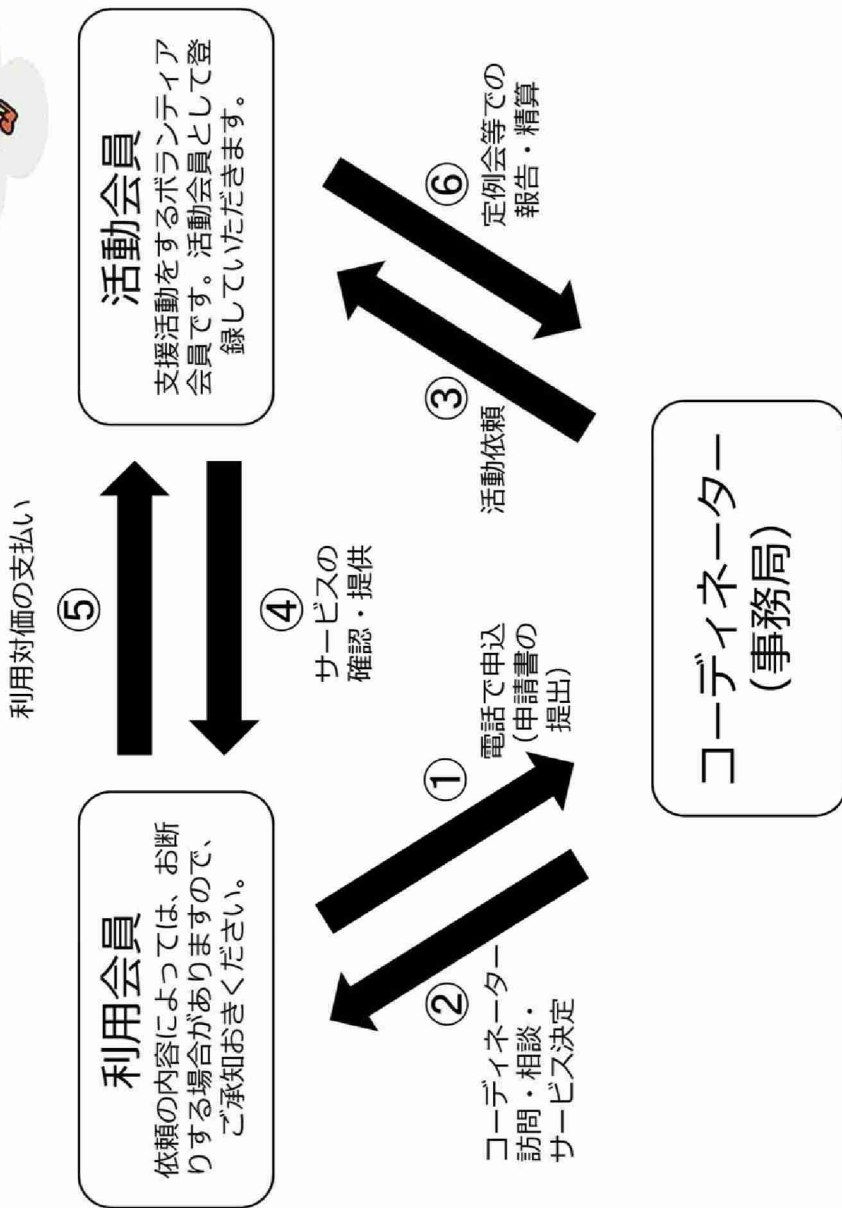 利用対価の支払い
⑤
利用会員
依頼の内容によっては、お断
りする場合がありますので、
ご承知おきください。
活動会員
支援活動をするボランティア
会員です。活動会員として登
録していただきます。
④
サービスの
確認・提供
①
電話で申込
(申請書の
提出)
②
コーディネーター
訪問・相談・
サービス決定
③
活動依頼
⑥
定例会等での
報告・精算
コーディネーター
(事務局)